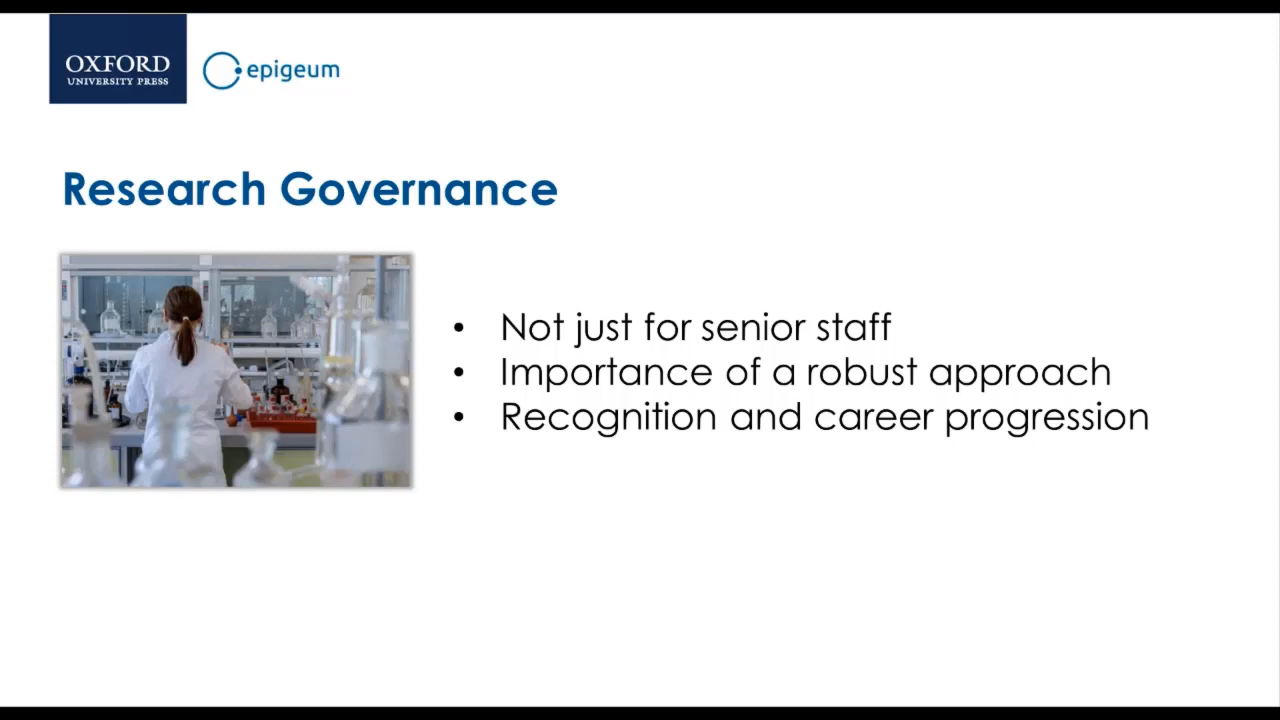 OXFORD
UNIVERSITY PRESS
epigeum
Research Governance
• Not just for senior staff
• Importance of a robust approach
• Recognition and career progression